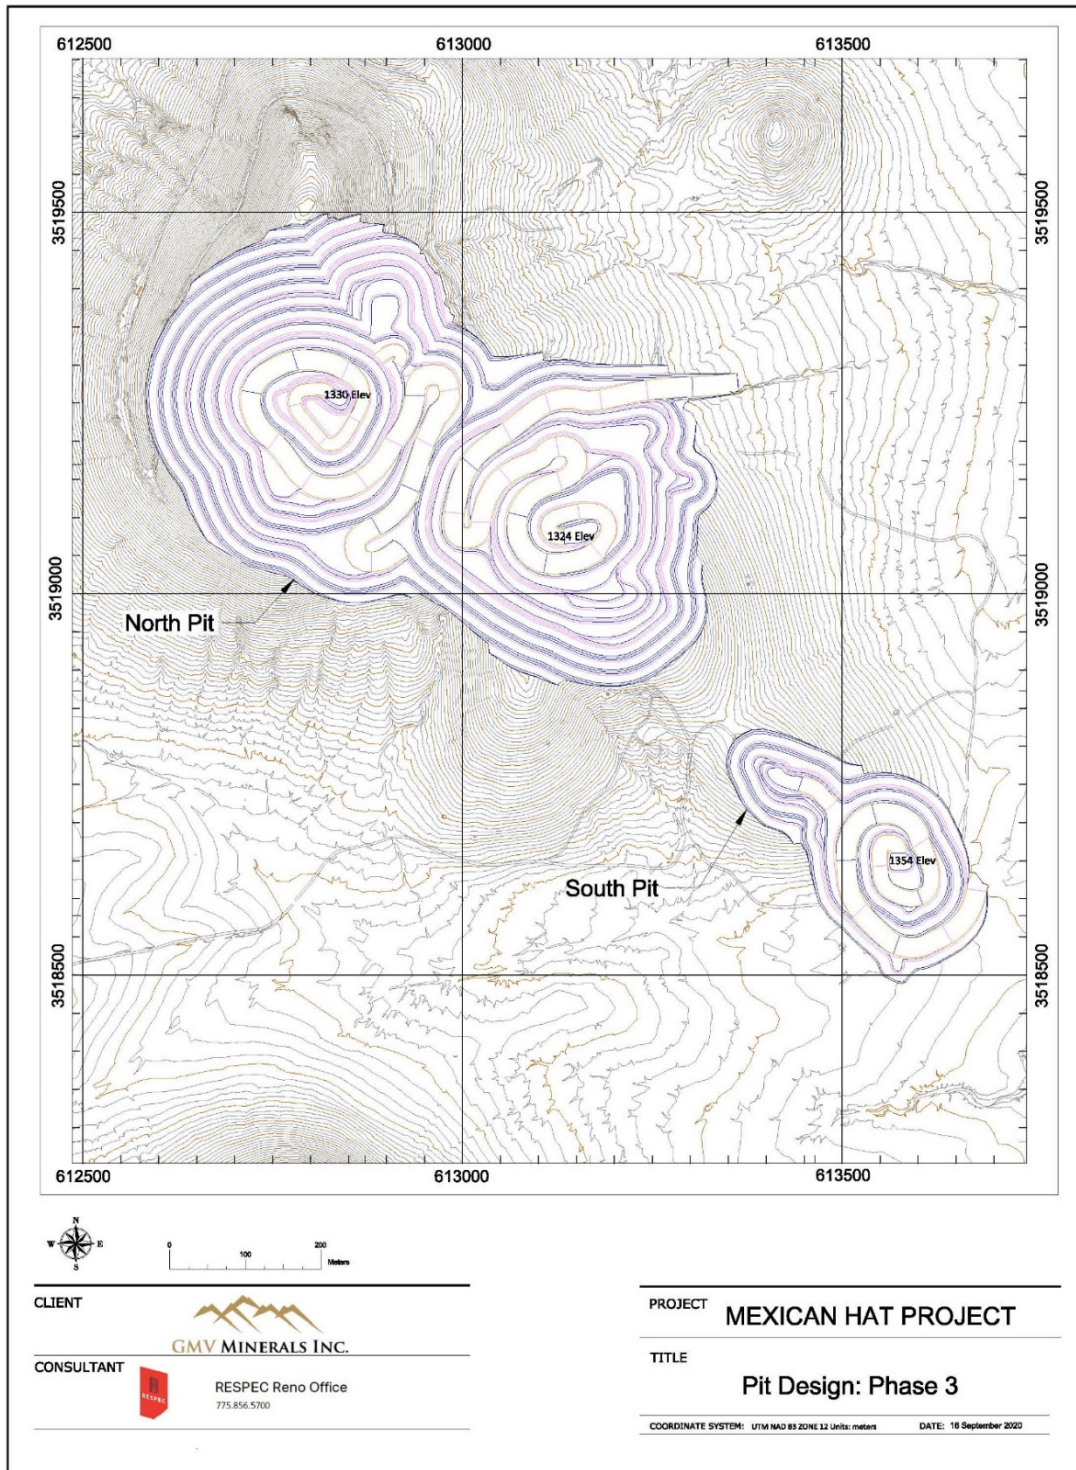 612500 613000 613500
3519500 3519500
1330 Elev
1324 Elev
3519000 3519000
North Pit
1354 Elev
South Pit
3518500 3518500
612500 613000 613500
N
W E
S
0 100 200
Meters
CLIENT
GMV MINERALS INC.
CONSULTANT
RESPEC
RESPEC Reno Office
775.856.5700
PROJECT MEXICAN HAT PROJECT
TITLE
Pit Design: Phase 3
COORDINATE SYSTEM: UTM NAD 83 ZONE 12 Units: meters DATE: 16 September 2020